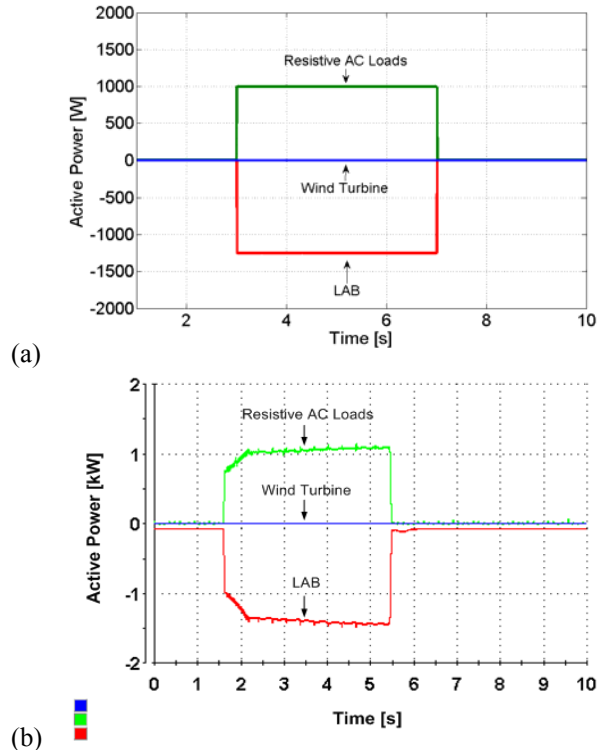 2000
1500
1000
500
0
-500
-1000
-1500
-2000
Active Power [W]
Resistive AC Loads
Wind Turbine
LAB
2 4 6 8 10
Time [s]
(a)
2
1
0
-1
-2
Active Power [kW]
Resistive AC Loads
Wind Turbine
LAB
0 1 2 3 4 5 6 7 8 9 10
Time [s]
(b)